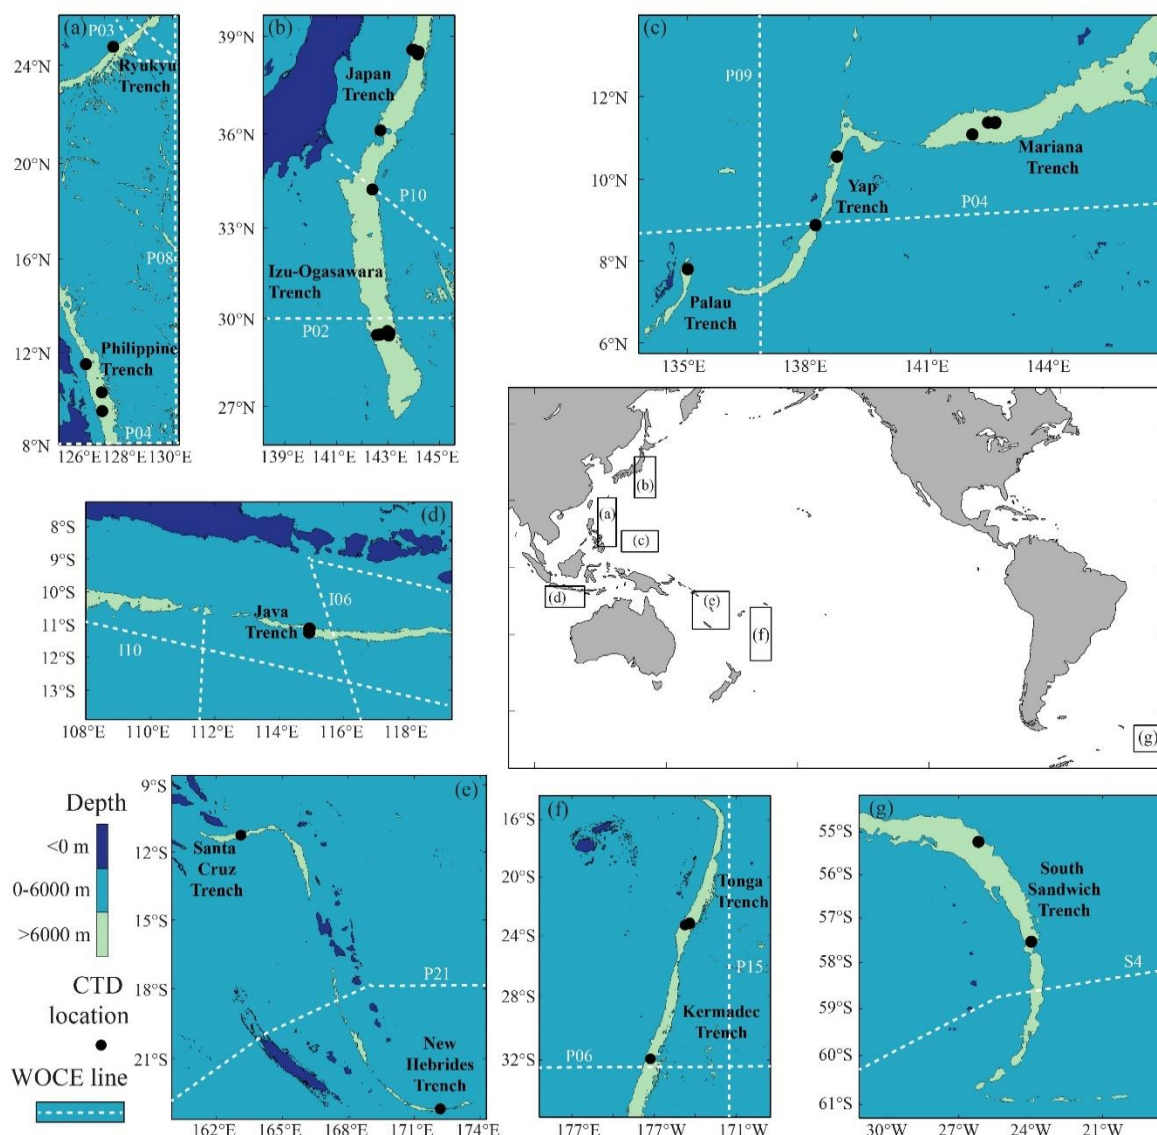 (a)
P03
Ryukyu
Trench
P08
Philippine
Trench
P04
24°N
20°N
16°N
12°N
8°N
126°E 128°E 130°E
(b)
Japan
Trench
P10
Izu-Ogasawara
Trench
P02
39°N
36°N
33°N
30°N
27°N
139°E 141°E 143°E 145°E
(c)
P09
Mariana
Trench
Yap
Trench
P04
Palau
Trench
12°N
10°N
8°N
6°N
135°E 138°E 141°E 144°E
(b)
(a)
(c)
(d)
(e)
(f)
(g)
(d)
Java
Trench
I06
I10
8°S
9°S
10°S
11°S
12°S
13°S
108°E 110°E 112°E 114°E 116°E 118°E
Depth
<0 m
0-6000 m
>6000 m
CTD
location
WOCE line
(e)
Santa
Cruz
Trench
P21
New
Hebrides
Trench
9°S
12°S
15°S
18°S
21°S
162°E 165°E 168°E 171°E 174°E
(f)
Tonga
Trench
P15
Kermadec
Trench
P06
16°S
20°S
24°S
28°S
32°S
177°E 177°W 171°W
(g)
South
Sandwich
Trench
S4
55°S
56°S
57°S
58°S
59°S
60°S
61°S
31°W 27°W 24°W 21°W